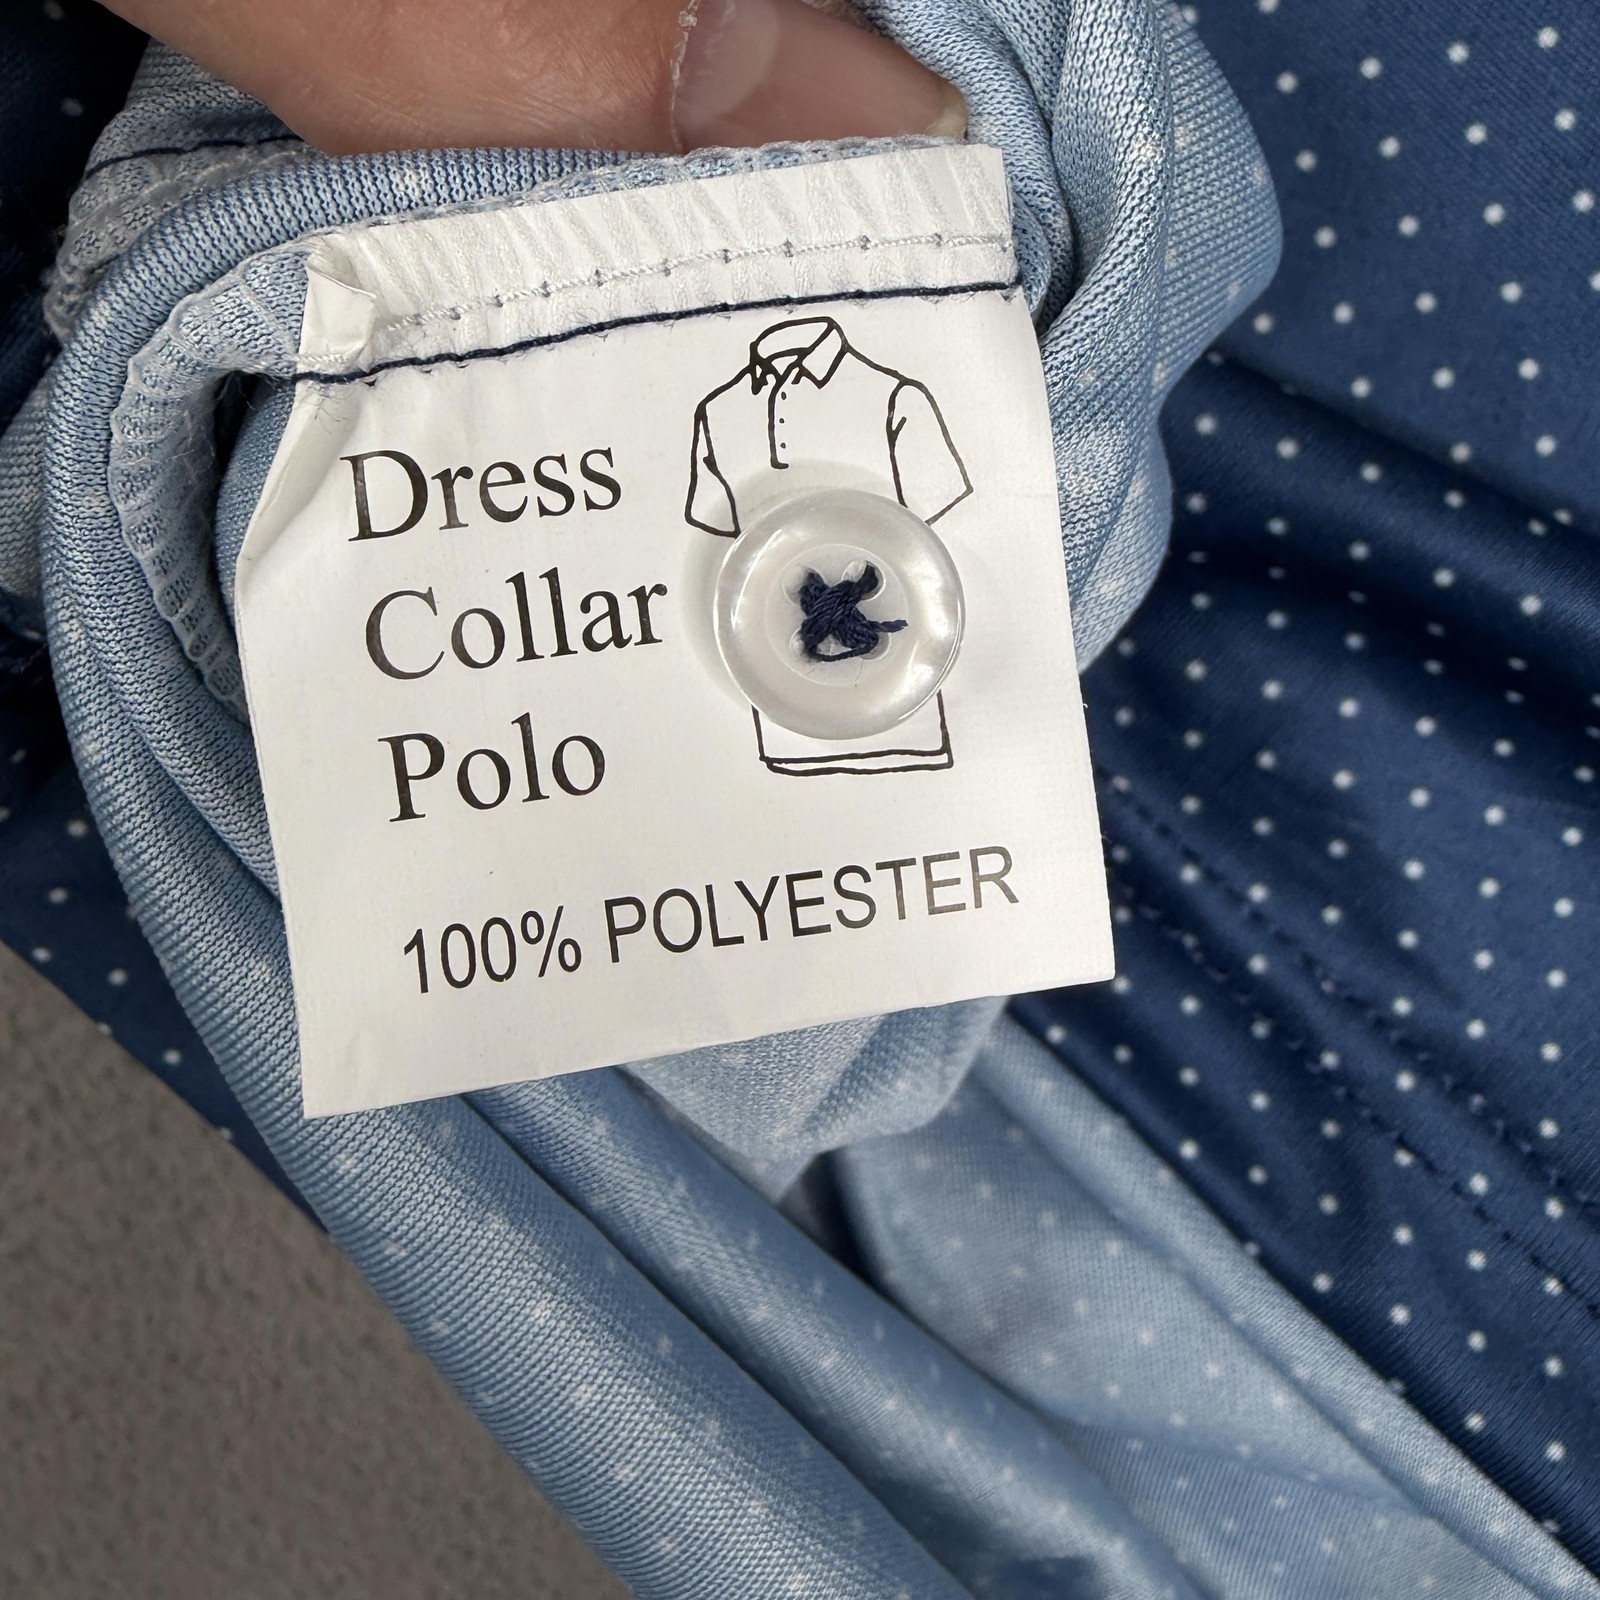 Dress
Collar
Polo
100% POLYESTER